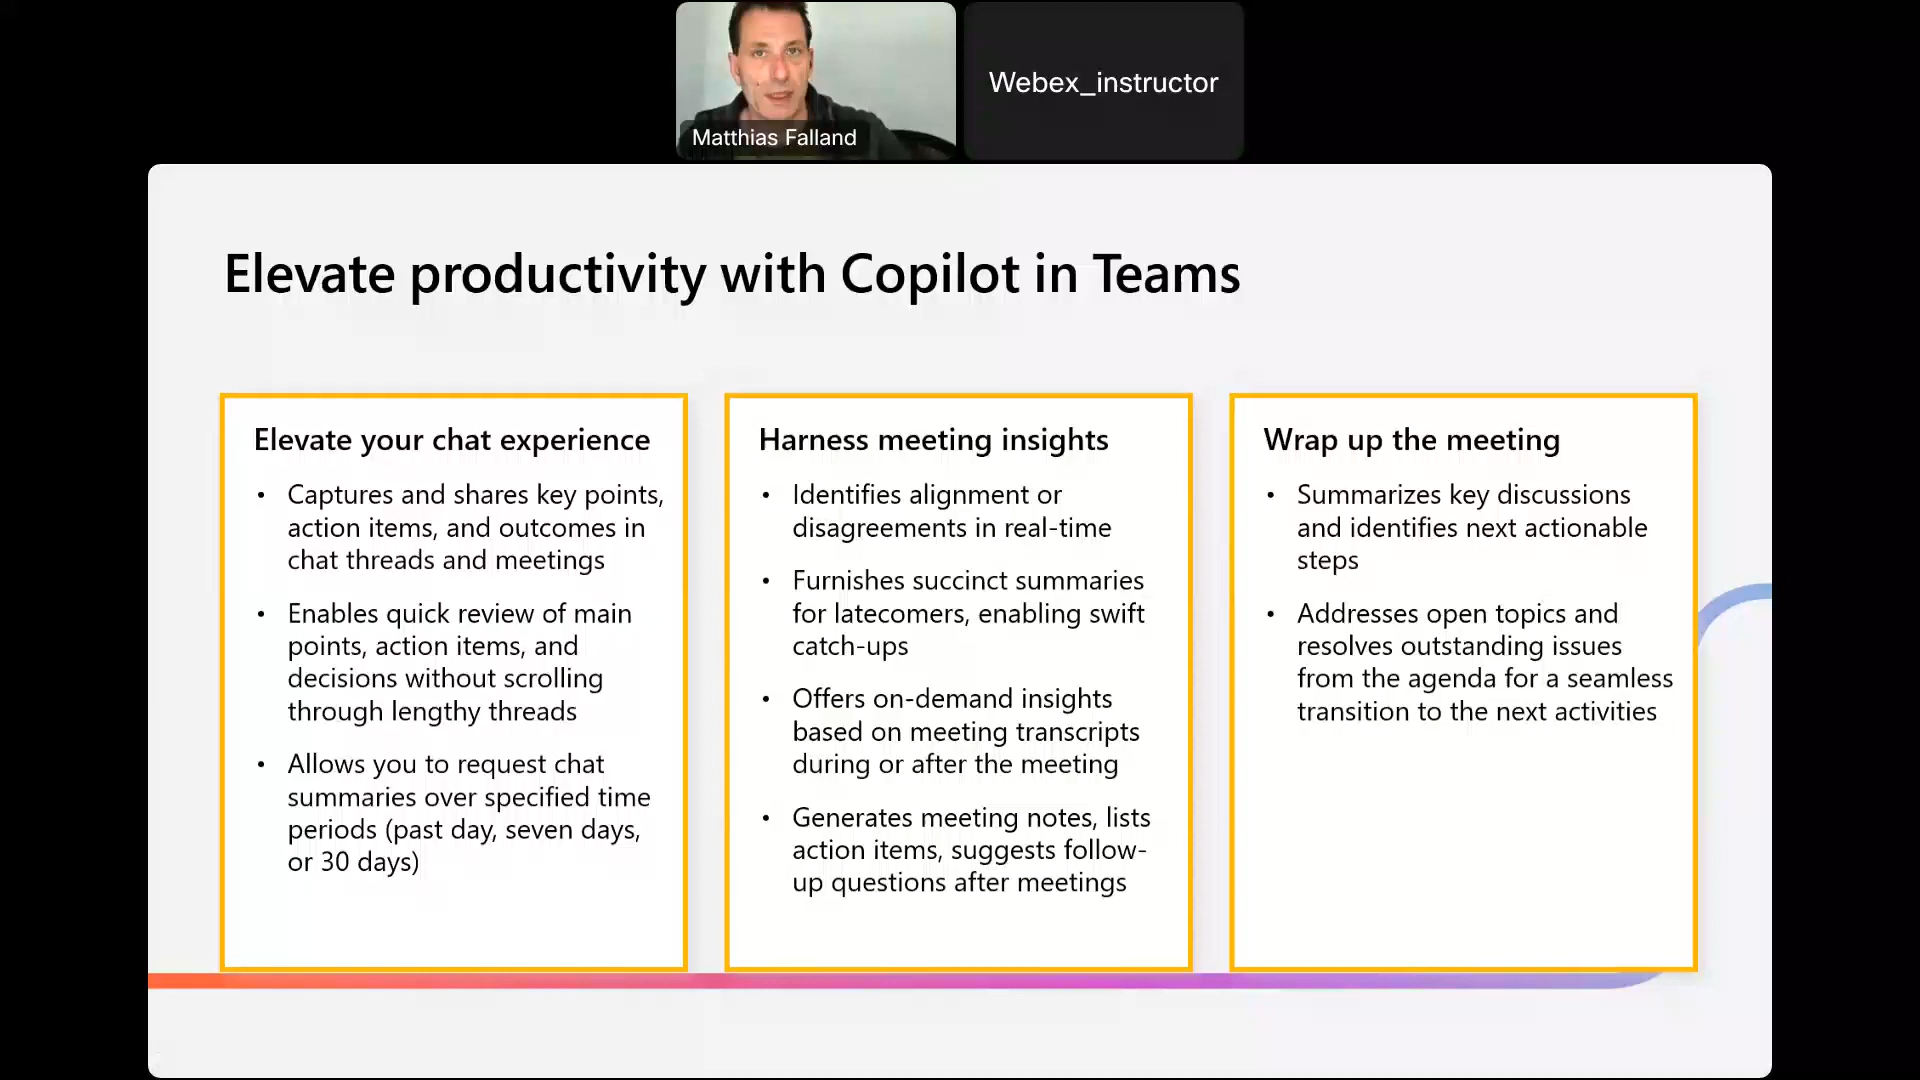 Matthias Falland
Webex_instructor
Elevate productivity with Copilot in Teams
Elevate your chat experience
• Captures and shares key points,
action items, and outcomes in
chat threads and meetings
• Enables quick review of main
points, action items, and
decisions without scrolling
through lengthy threads
• Allows you to request chat
summaries over specified time
periods (past day, seven days,
or 30 days)
Harness meeting insights
• Identifies alignment or
disagreements in real-time
• Furnishes succinct summaries
for latecomers, enabling swift
catch-ups
• Offers on-demand insights
based on meeting transcripts
during or after the meeting
• Generates meeting notes, lists
action items, suggests follow-
up questions after meetings
Wrap up the meeting
• Summarizes key discussions
and identifies next actionable
steps
• Addresses open topics and
resolves outstanding issues
from the agenda for a seamless
transition to the next activities